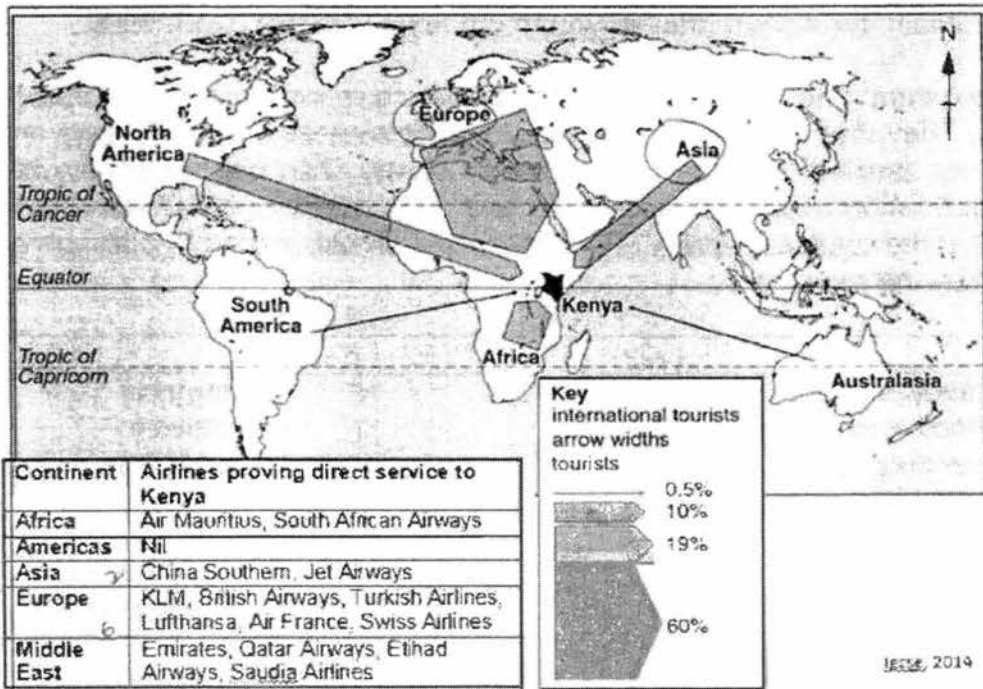 N
North
America
Europe
Asia
Tropic of
Cancer
Equator
South
America
Kenya
Africa
Tropic of
Capricorn
Australasia
Key
international tourists
arrow widths
tourists
0.5%
10%
19%
60%
Continent Airlines proving direct service to
Kenya
Africa Air Mauritius, South African Airways
Americas Nil
Asia 2 China Southern, Jet Airways
Europe KLM, British Airways, Turkish Airlines,
6 Lufthansa, Air France, Swiss Airlines
Middle Emirates, Qatar Airways, Etihad
East Airways, Saudia Airlines
igcse, 2014